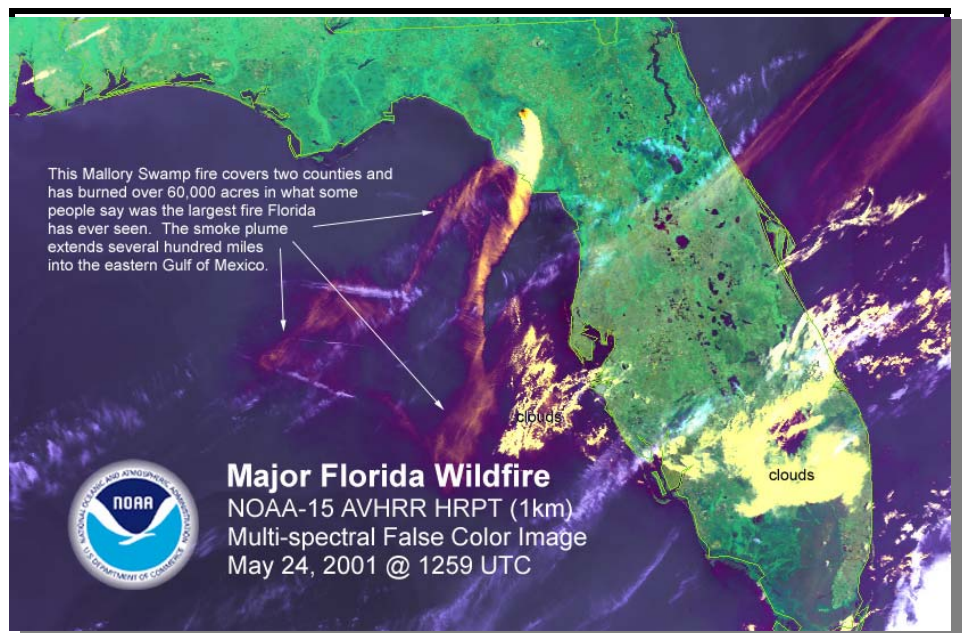 This Mallory Swamp fire covers two counties and
has burned over 60,000 acres in what some
people say was the largest fire Florida
has ever seen. The smoke plume
extends several hundred miles
into the eastern Gulf of Mexico.
clouds
clouds
Major Florida Wildfire
NOAA-15 AVHRR HRPT (1km)
Multi-spectral False Color Image
May 24, 2001 @ 1259 UTC
NATIONAL OCEANIC AND ATMOSPHERIC ADMINISTRATION
NOAA
U.S. DEPARTMENT OF COMMERCE